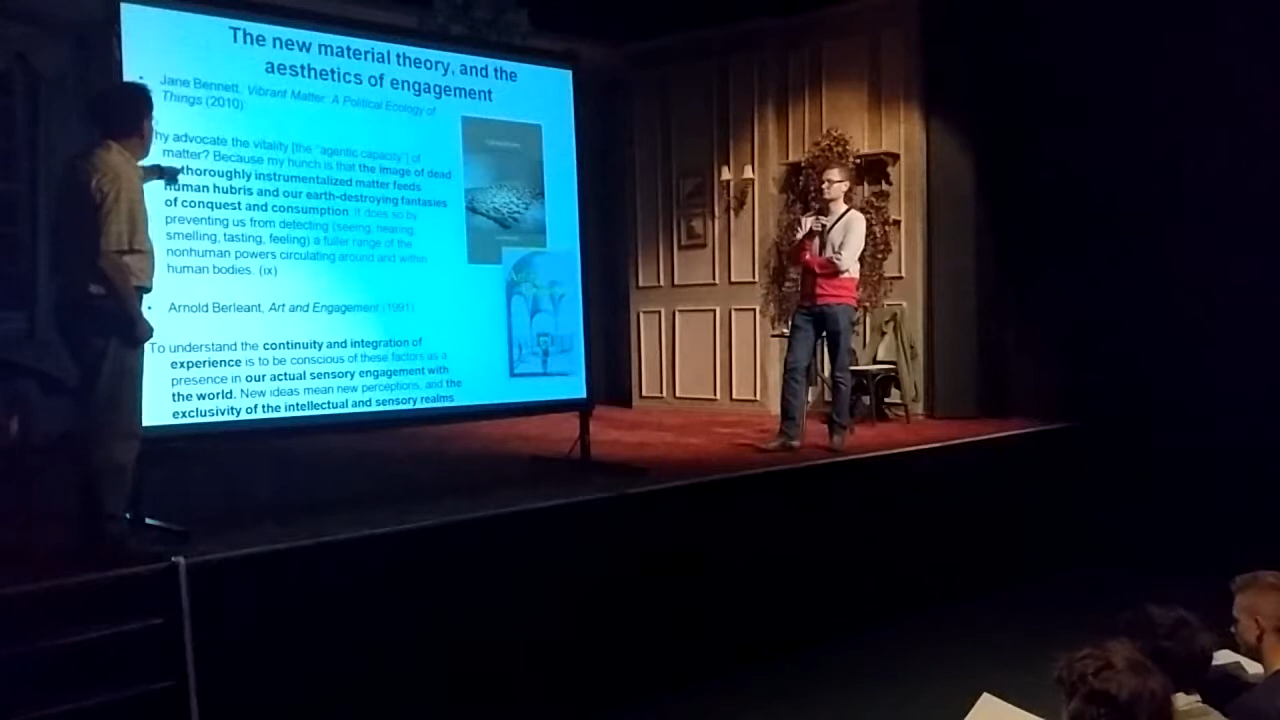 The new material theory, and the
aesthetics of engagement
• Jane Bennett, Vibrant Matter: A Political Ecology of
Things (2010)
hy advocate the vitality [the "agentic capacity"] of
matter? Because my hunch is that the image of dead
thoroughly instrumentalized matter feeds
human hubris and our earth-destroying fantasies
of conquest and consumption. It does so by
preventing us from detecting (seeing, hearing,
smelling, tasting, feeling) a fuller range of the
nonhuman powers circulating around and within
human bodies. (ix)
• Arnold Berleant, Art and Engagement (1991)
To understand the continuity and integration of
experience is to be conscious of these factors as a
presence in our actual sensory engagement with
the world. New ideas mean new perceptions, and the
exclusivity of the intellectual and sensory realms